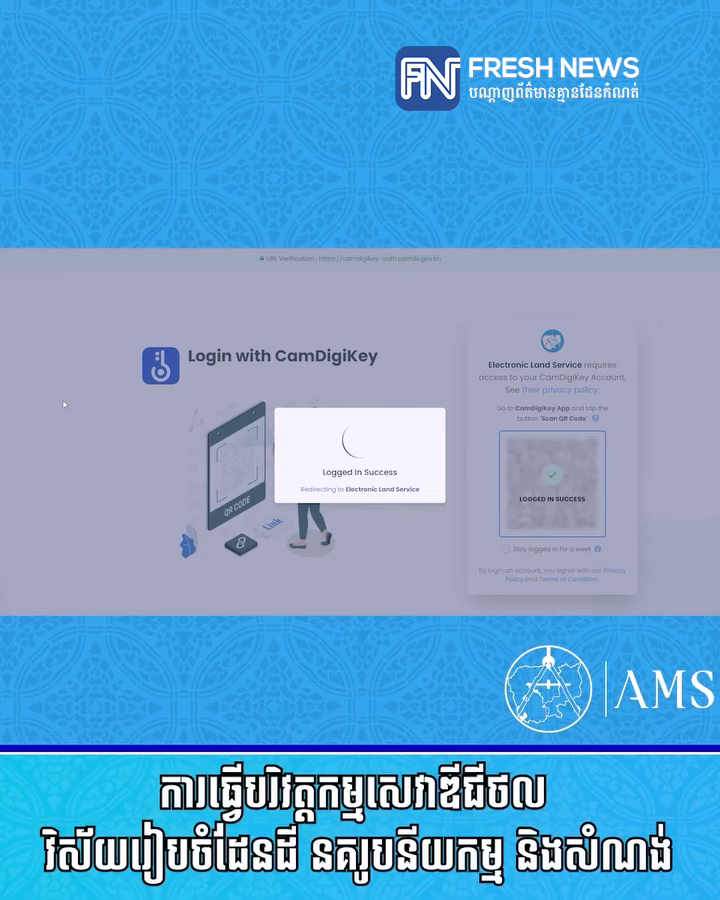 FN FRESH NEWS
បណ្តាញព័ត៌មានគ្មានដែនកំណត់
URL Verification : https://camdigikey-auth.camdx.gov.kh
Login with CamDigiKey
QR CODE
Link
Logged In Success
Redirecting to Electronic Land Service
Electronic Land Service requires
access to your CamDigiKey Account.
See their privacy policy.
Go to CamDigiKey App and tap the
button "Scan QR Code"
LOGGED IN SUCCESS
Stay logged in for a week
By login an account, you agree with our Privacy
Policy and Terms of Condition.
AMS
ការធ្វើបរិវត្តកម្មសេវាឌីជីថល
វិស័យរៀបចំដែនដី នគរូបនីយកម្ម និងសំណង់